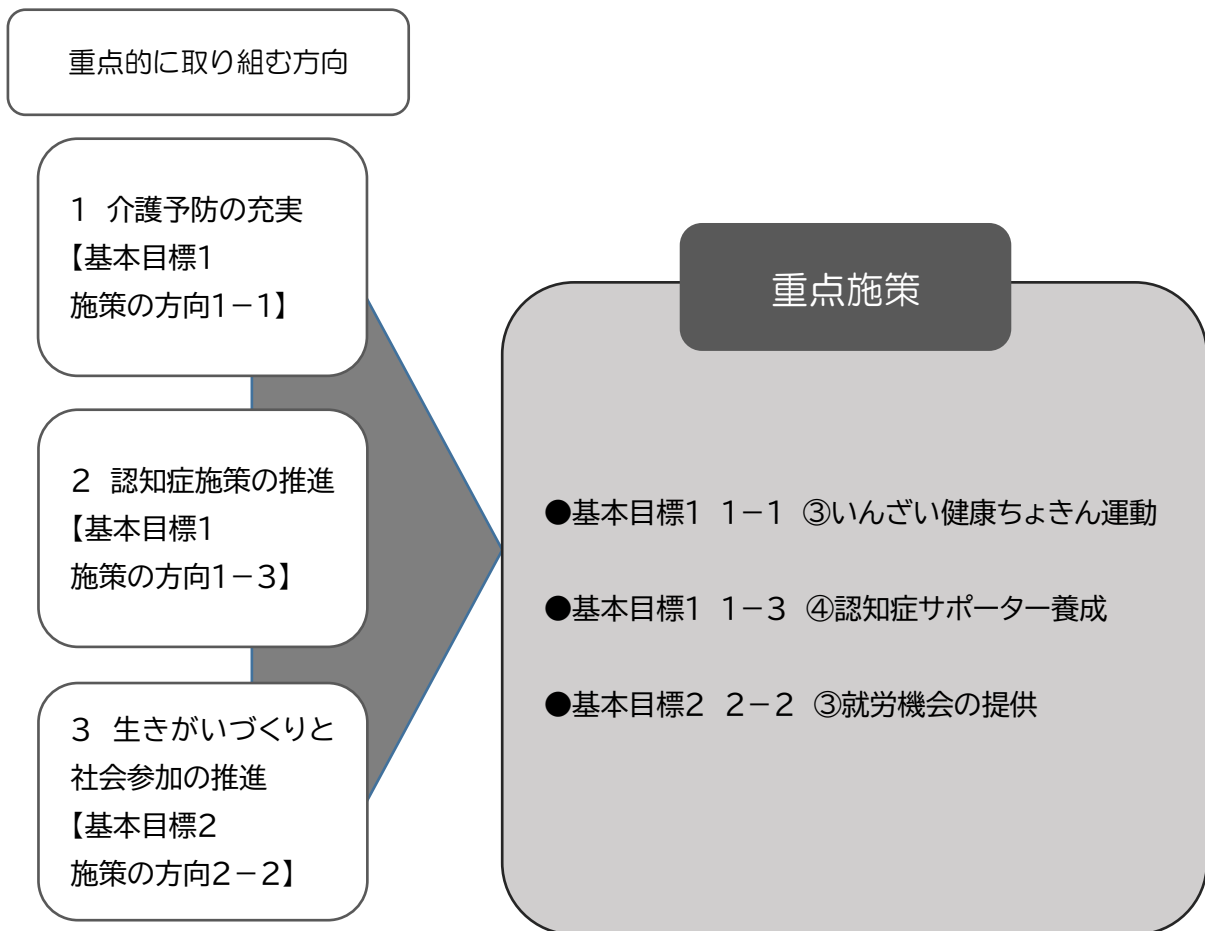 重点的に取り組む方向
1 介護予防の充実
【基本目標1
施策の方向1－1】
2 認知症施策の推進
【基本目標1
施策の方向1－3】
3 生きがいづくりと
社会参加の推進
【基本目標2
施策の方向2－2】
重点施策
●基本目標1 1－1 ③いんざい健康ちょきん運動
●基本目標1 1－3 ④認知症サポーター養成
●基本目標2 2－2 ③就労機会の提供